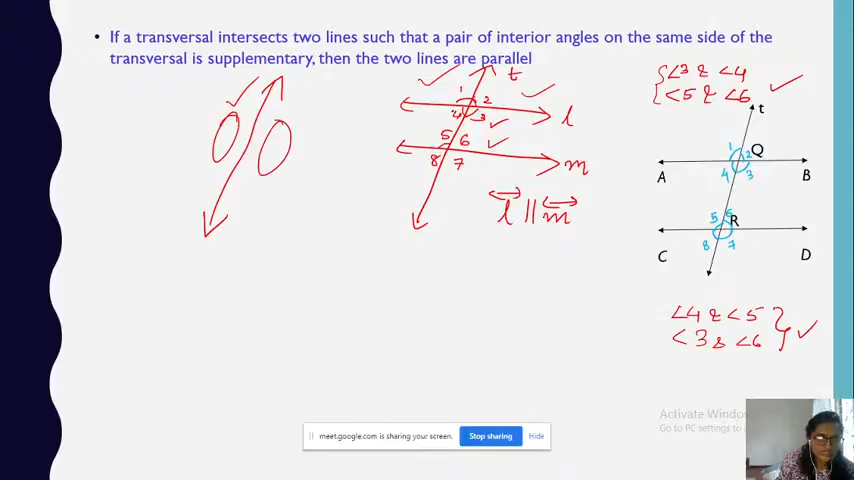 • If a transversal intersects two lines such that a pair of interior angles on the same side of the
transversal is supplementary, then the two lines are parallel
t
1 2
4 3
l
5 6
8 7
m
l || m
<3 & <4
<5 & <6
t
1 2 Q
A 4 3 B
5 6 R
C 8 7 D
<4 & <5
<3 & <6
Activate Window
Go to PC settings to
meet.google.com is sharing your screen. Stop sharing Hide